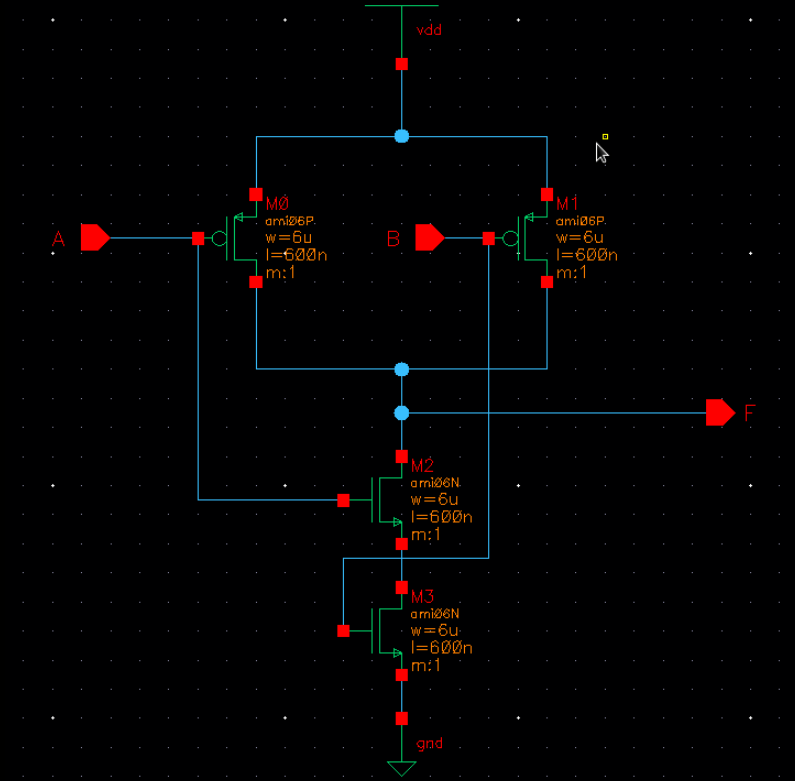 vdd
M0
ami06P
w=6u
l=600n
m:1
M1
ami06P
w=6u
l=600n
m:1
A
B
F
M2
ami06N
w=6u
l=600n
m:1
M3
ami06N
w=6u
l=600n
m:1
gnd